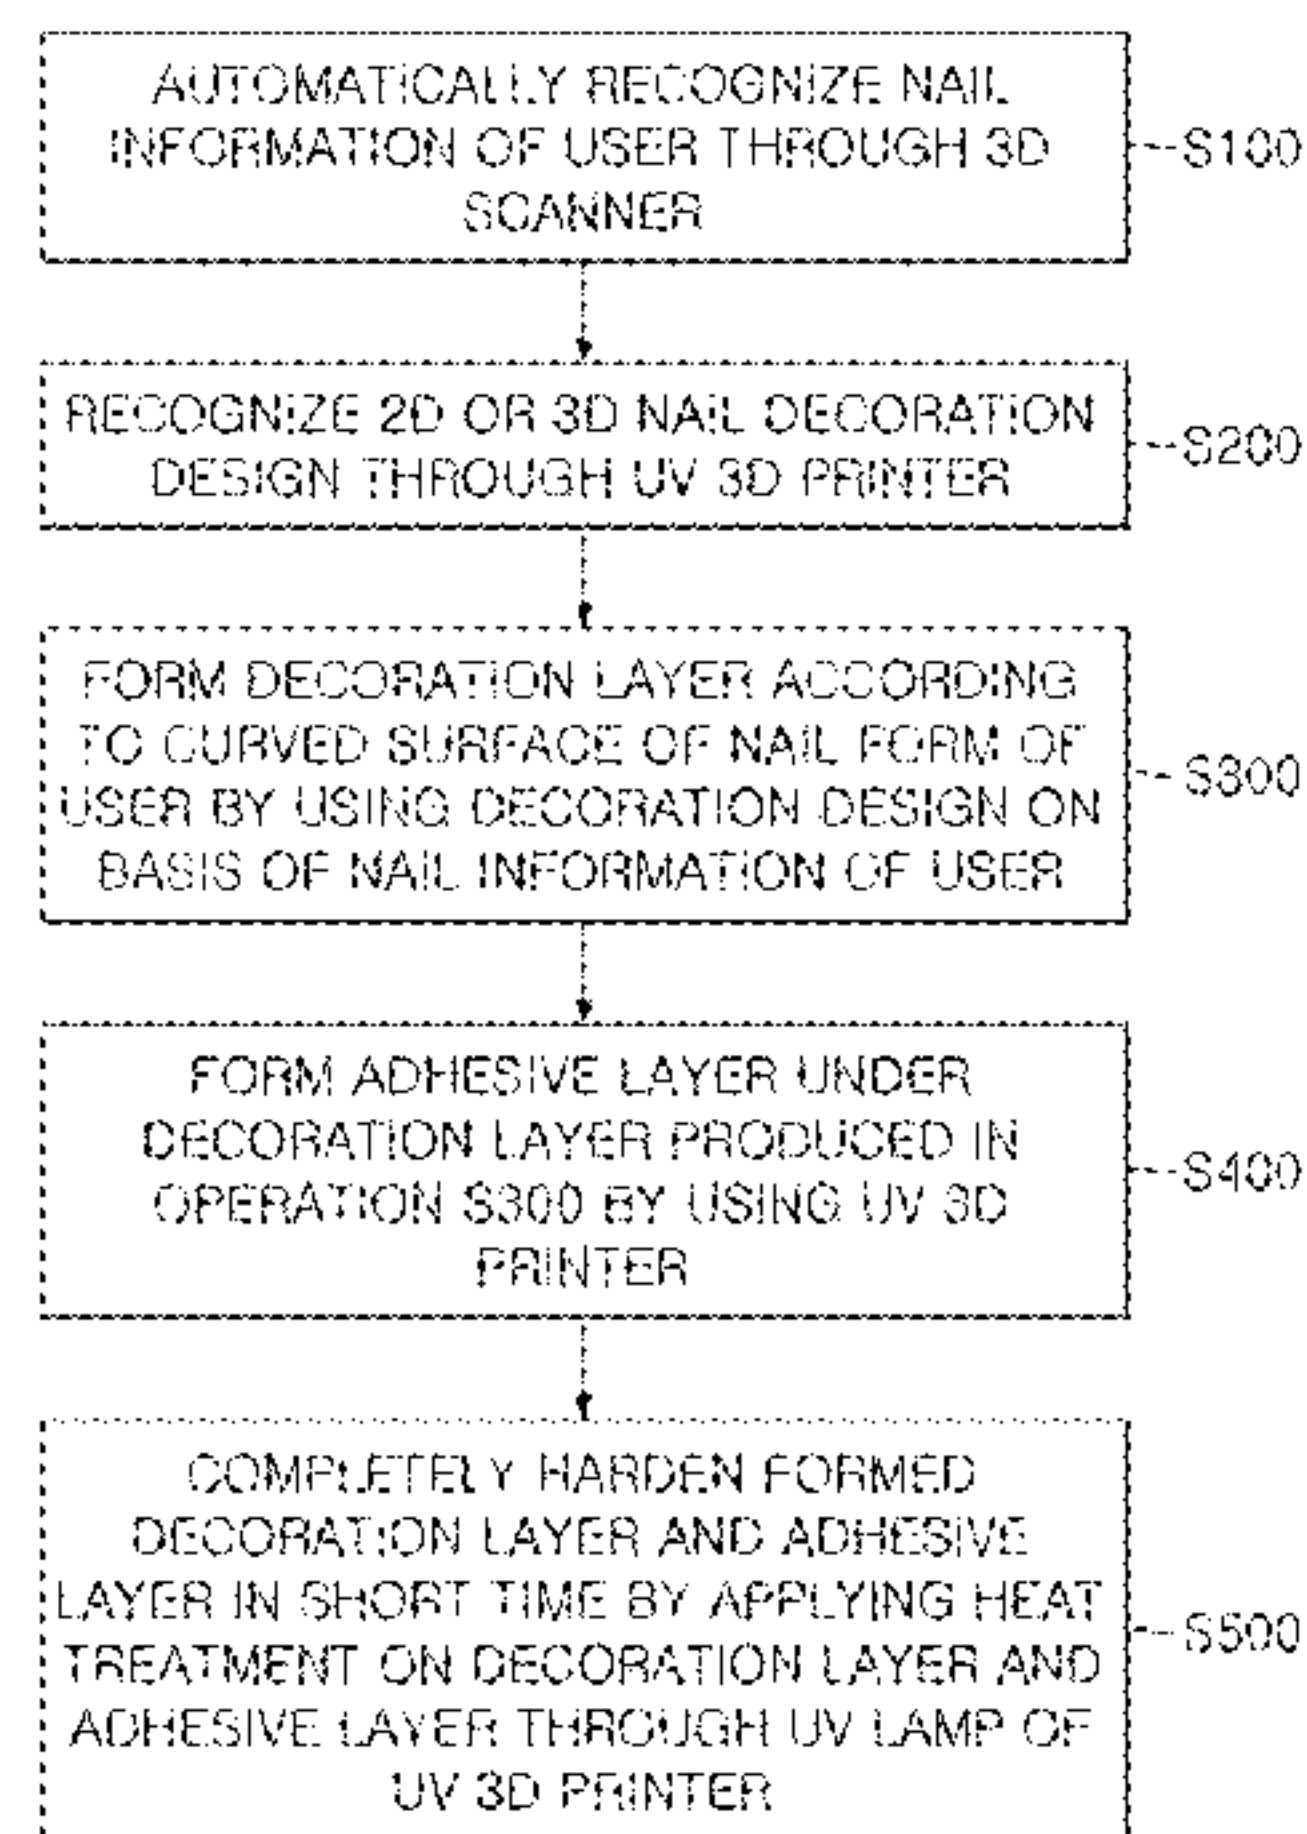 AUTOMATICALLY RECOGNIZE NAIL
INFORMATION OF USER THROUGH 3D
SCANNER
S100
RECOGNIZE 2D OR 3D NAIL DECORATION
DESIGN THROUGH UV 3D PRINTER
S200
FORM DECORATION LAYER ACCORDING
TO CURVED SURFACE OF NAIL FORM OF
USER BY USING DECORATION DESIGN ON
BASIS OF NAIL INFORMATION OF USER
S300
FORM ADHESIVE LAYER UNDER
DECORATION LAYER PRODUCED IN
OPERATION S300 BY USING UV 3D
PRINTER
S400
COMPLETELY HARDEN FORMED
DECORATION LAYER AND ADHESIVE
LAYER IN SHORT TIME BY APPLYING HEAT
TREATMENT ON DECORATION LAYER AND
ADHESIVE LAYER THROUGH UV LAMP OF
UV 3D PRINTER
S500